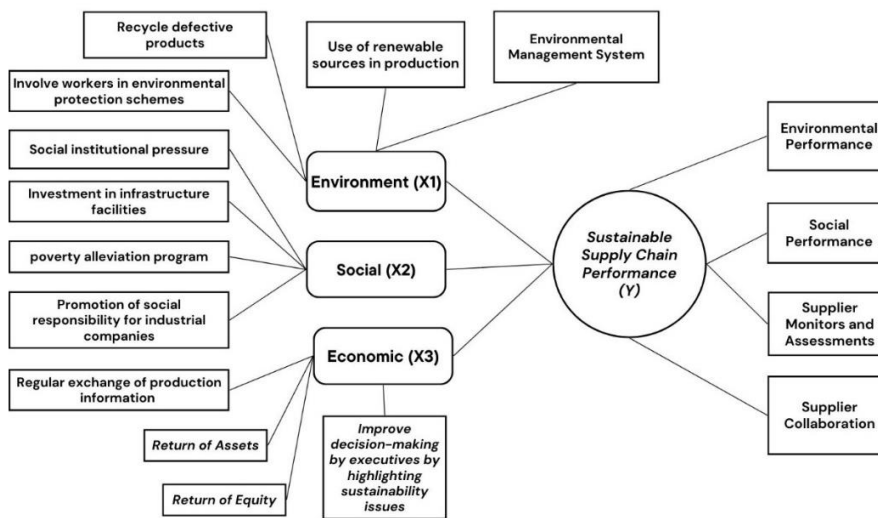 Recycle defective
products
Use of renewable
sources in production
Environmental
Management System
Involve workers in environmental
protection schemes
Social institutional pressure
Investment in infrastructure
facilities
poverty alleviation program
Promotion of social
responsibility for industrial
companies
Regular exchange of production
information
Return of Assets
Return of Equity
Environment (X1)
Social (X2)
Economic (X3)
Improve
decision-making
by executives by
highlighting
sustainability
issues
Sustainable
Supply Chain
Performance
(Y)
Environmental
Performance
Social
Performance
Supplier
Monitors and
Assessments
Supplier
Collaboration